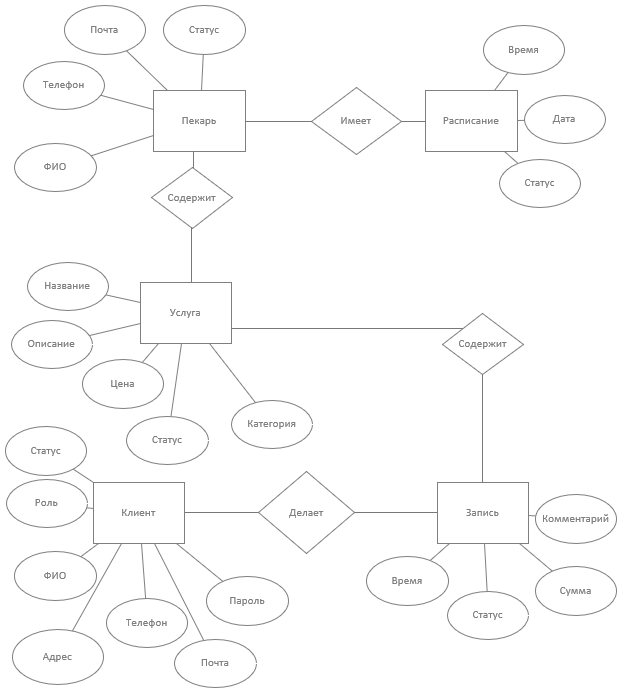 Почта
Статус
Время
Телефон
Пекарь
Имеет
Расписание
Дата
ФИО
Статус
Содержит
Название
Услуга
Описание
Содержит
Цена
Категория
Статус
Статус
Роль
Клиент
Делает
Запись
Комментарий
ФИО
Время
Сумма
Пароль
Телефон
Статус
Адрес
Почта